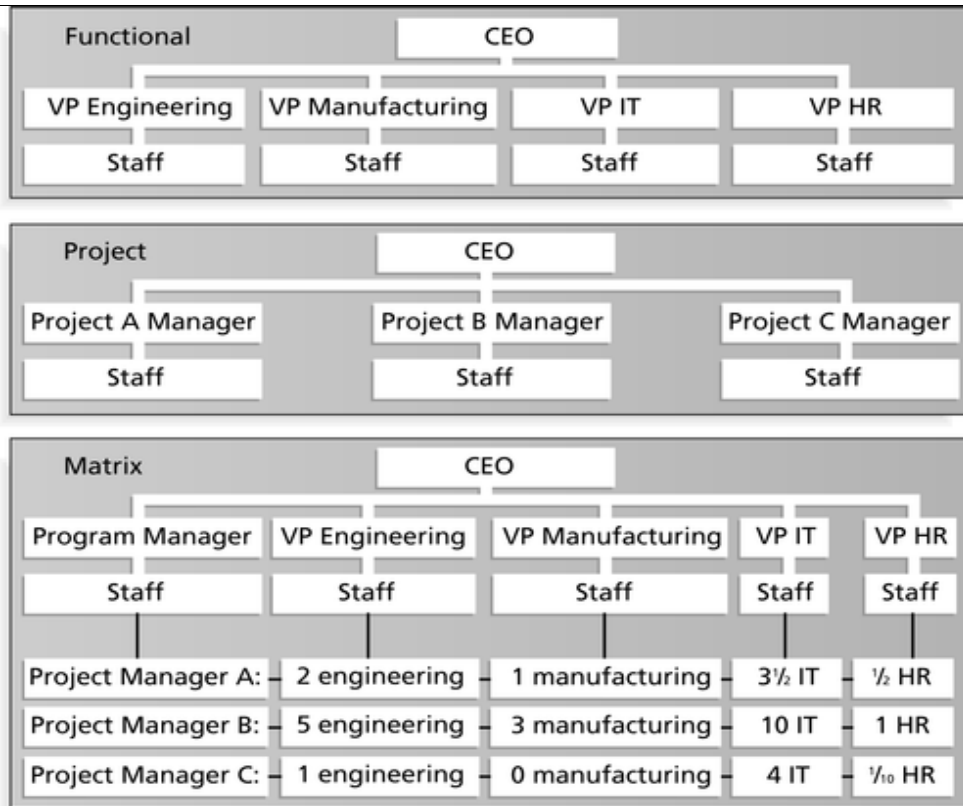 Functional
CEO
VP Engineering VP Manufacturing VP IT VP HR
Staff Staff Staff Staff
Project
CEO
Project A Manager Project B Manager Project C Manager
Staff Staff Staff
Matrix
CEO
Program Manager VP Engineering VP Manufacturing VP IT VP HR
Staff Staff Staff Staff Staff
Project Manager A: 2 engineering 1 manufacturing 3½ IT ½ HR
Project Manager B: 5 engineering 3 manufacturing 10 IT 1 HR
Project Manager C: 1 engineering 0 manufacturing 4 IT 1/10 HR